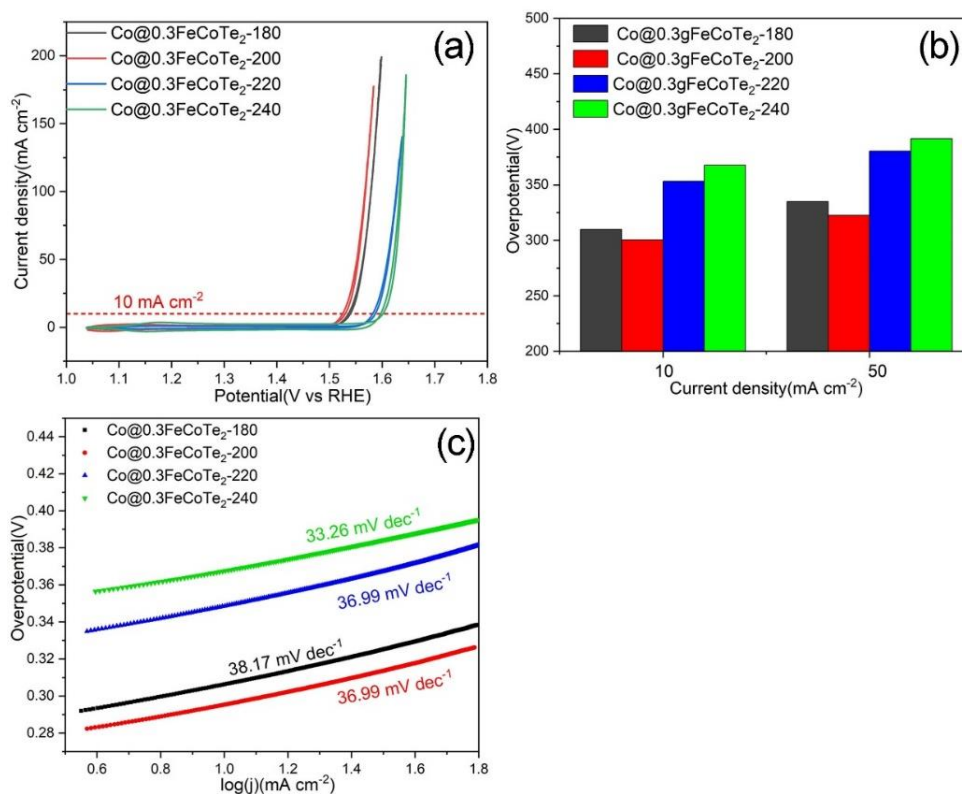 (a)
Co@0.3FeCoTe₂-180
Co@0.3FeCoTe₂-200
Co@0.3FeCoTe₂-220
Co@0.3FeCoTe₂-240
Current density(mA cm⁻²)
200
150
100
50
0
10 mA cm⁻²
1.0 1.1 1.2 1.3 1.4 1.5 1.6 1.7 1.8
Potential(V vs RHE)
(b)
Co@0.3gFeCoTe₂-180
Co@0.3gFeCoTe₂-200
Co@0.3gFeCoTe₂-220
Co@0.3gFeCoTe₂-240
Overpotential(V)
500
450
400
350
300
250
200
10 50
Current density(mA cm⁻²)
(c)
Co@0.3FeCoTe₂-180
Co@0.3FeCoTe₂-200
Co@0.3FeCoTe₂-220
Co@0.3FeCoTe₂-240
Overpotential(V)
0.44
0.42
0.40
0.38
0.36
0.34
0.32
0.30
0.28
33.26 mV dec⁻¹
36.99 mV dec⁻¹
38.17 mV dec⁻¹
36.99 mV dec⁻¹
0.6 0.8 1.0 1.2 1.4 1.6 1.8
log(j)(mA cm⁻²)